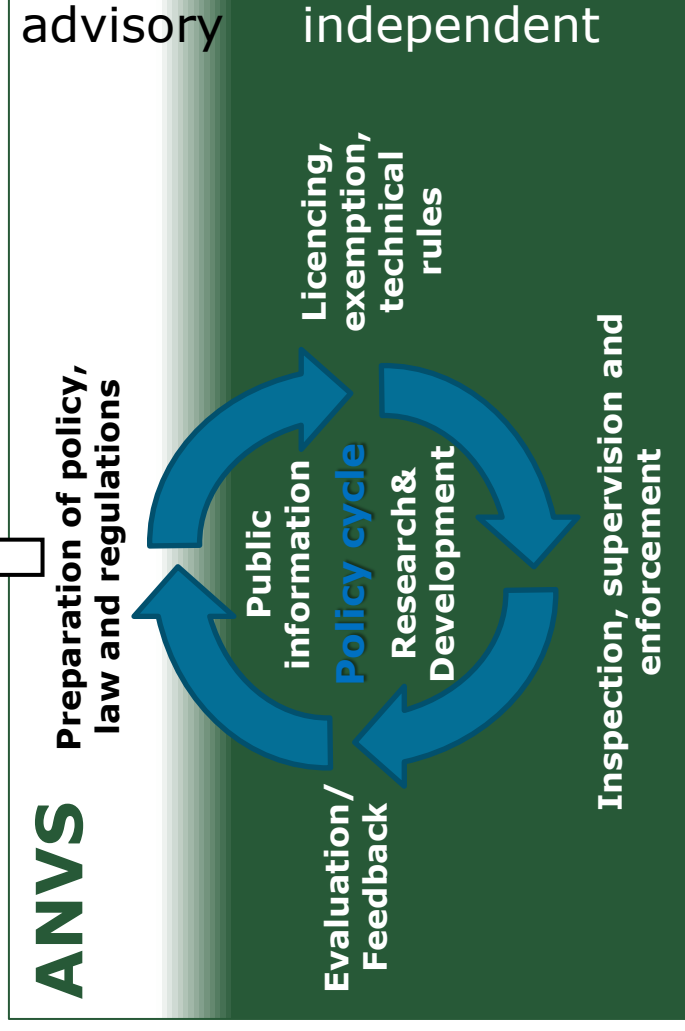 advisory
independent
ANVS
Preparation of policy,
law and regulations
Licencing,
exemption,
technical
rules
Public
information
Policy cycle
Research&
Development
Evaluation/
Feedback
Inspection, supervision and
enforcement